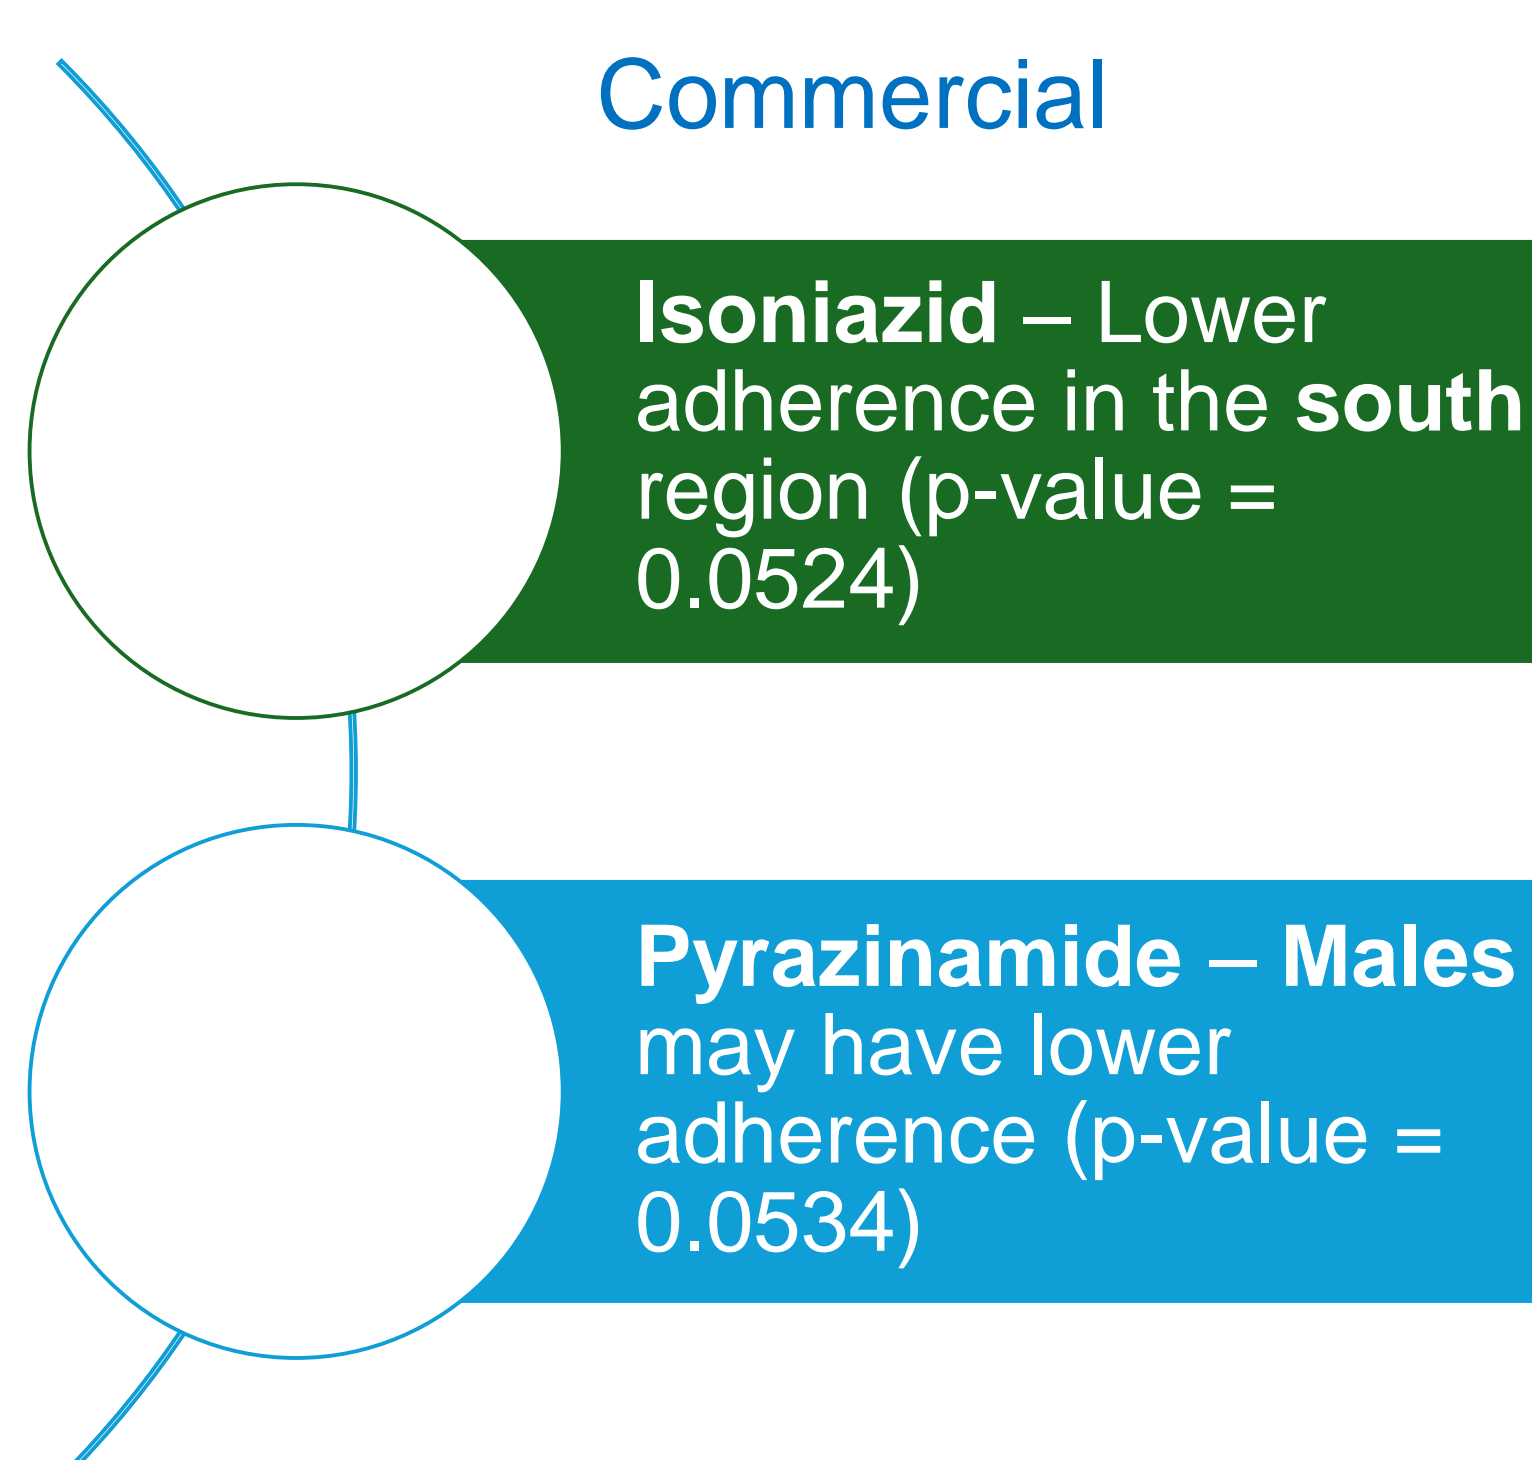 Commercial
Isoniazid – Lower
adherence in the south
region (p-value =
0.0524)
Pyrazinamide – Males
may have lower
adherence (p-value =
0.0534)